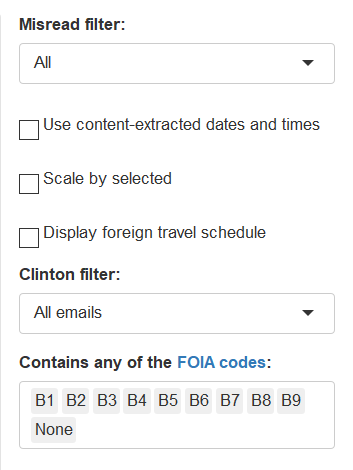 Misread filter:
All
Use content-extracted dates and times
Scale by selected
Display foreign travel schedule
Clinton filter:
All emails
Contains any of the FOIA codes:
B1 B2 B3 B4 B5 B6 B7 B8 B9
None